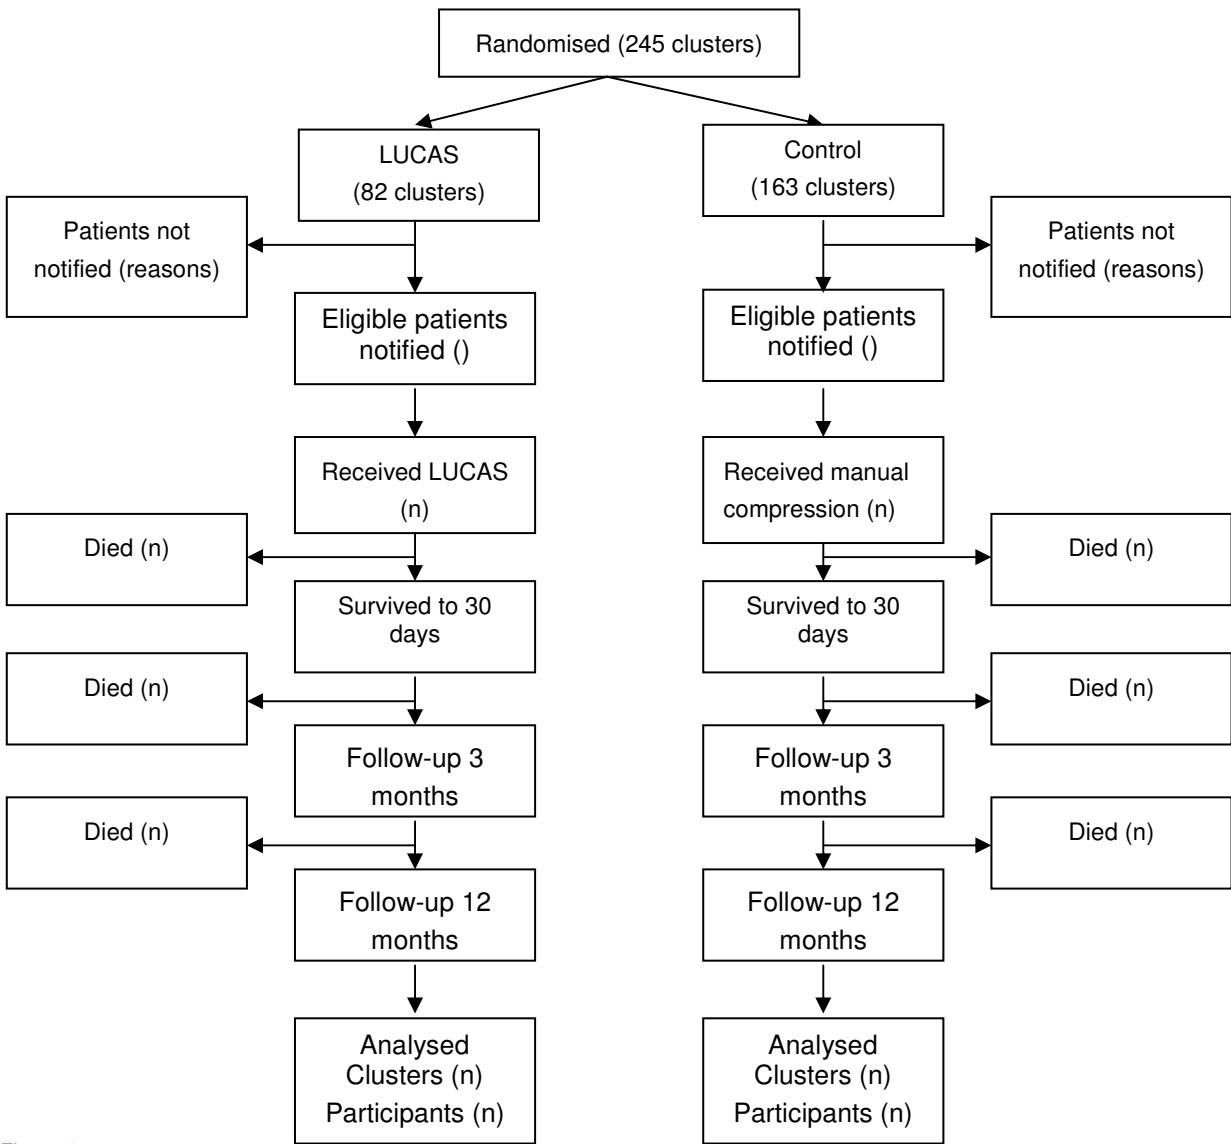 Randomised (245 clusters)
LUCAS
(82 clusters)
Control
(163 clusters)
Patients not
notified (reasons)
Patients not
notified (reasons)
Eligible patients
notified ()
Eligible patients
notified ()
Received LUCAS
(n)
Received manual
compression (n)
Died (n)
Died (n)
Survived to 30
days
Survived to 30
days
Died (n)
Died (n)
Follow-up 3
months
Follow-up 3
months
Died (n)
Died (n)
Follow-up 12
months
Follow-up 12
months
Analysed
Clusters (n)
Participants (n)
Analysed
Clusters (n)
Participants (n)